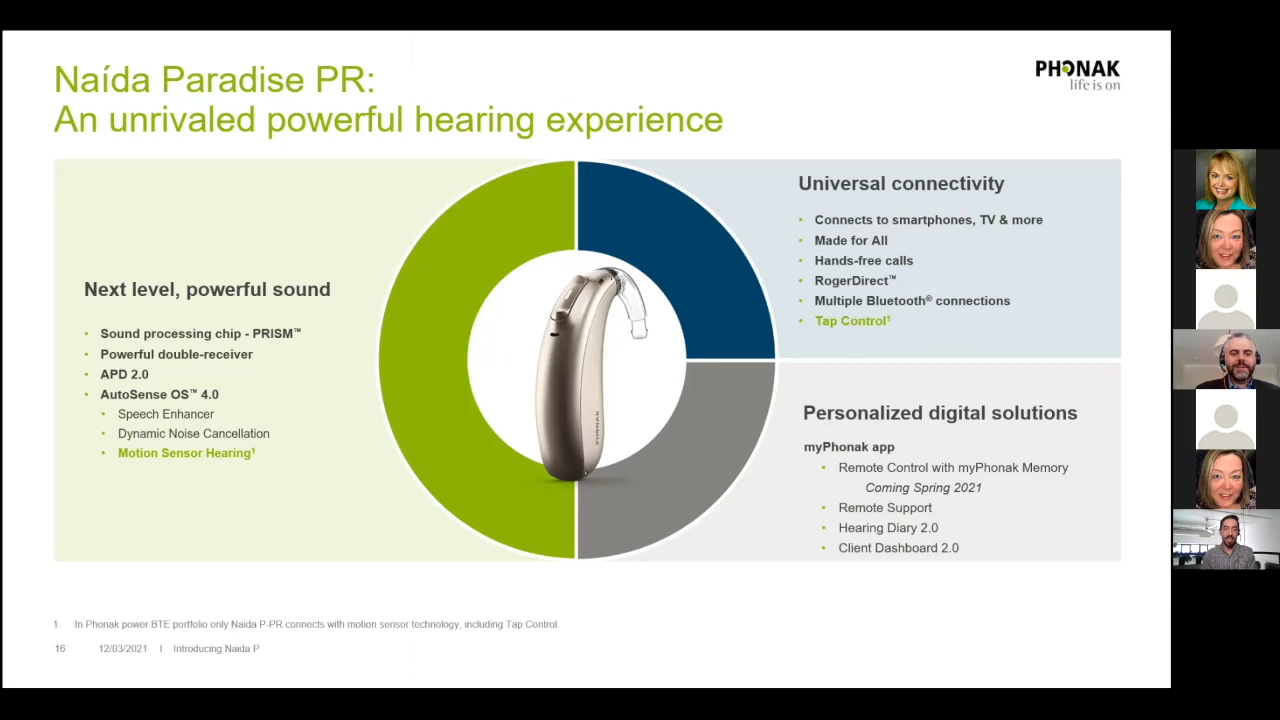 Naída Paradise PR:
An unrivaled powerful hearing experience
PHONAK
life is on
Next level, powerful sound
• Sound processing chip - PRISM™
• Powerful double-receiver
• APD 2.0
• AutoSense OS™ 4.0
• Speech Enhancer
• Dynamic Noise Cancellation
• Motion Sensor Hearing¹
PHONAK
Universal connectivity
• Connects to smartphones, TV & more
• Made for All
• Hands-free calls
• RogerDirect™
• Multiple Bluetooth® connections
• Tap Control¹
Personalized digital solutions
myPhonak app
• Remote Control with myPhonak Memory
Coming Spring 2021
• Remote Support
• Hearing Diary 2.0
• Client Dashboard 2.0
1. In Phonak power BTE portfolio only Naida P-PR connects with motion sensor technology, including Tap Control.
16 12/03/2021 I Introducing Naida P